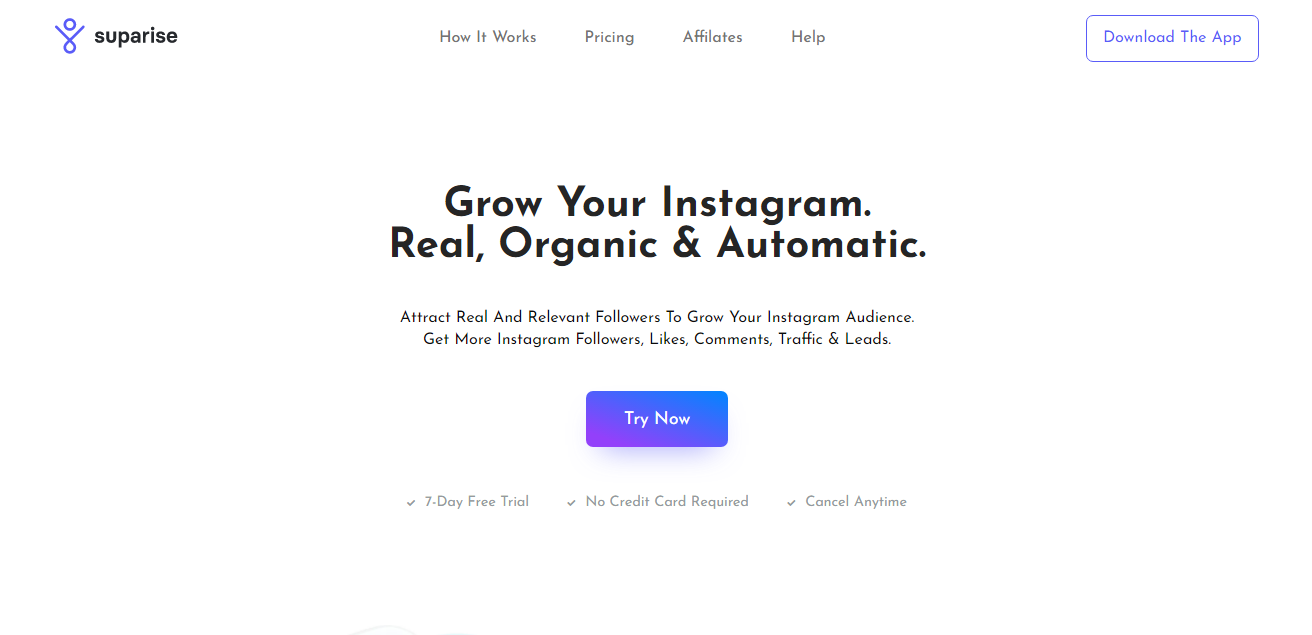 suparise
How It Works
Pricing
Affilates
Help
Download The App
Grow Your Instagram.
Real, Organic & Automatic.
Attract Real And Relevant Followers To Grow Your Instagram Audience.
Get More Instagram Followers, Likes, Comments, Traffic & Leads.
Try Now
7-Day Free Trial
No Credit Card Required
Cancel Anytime